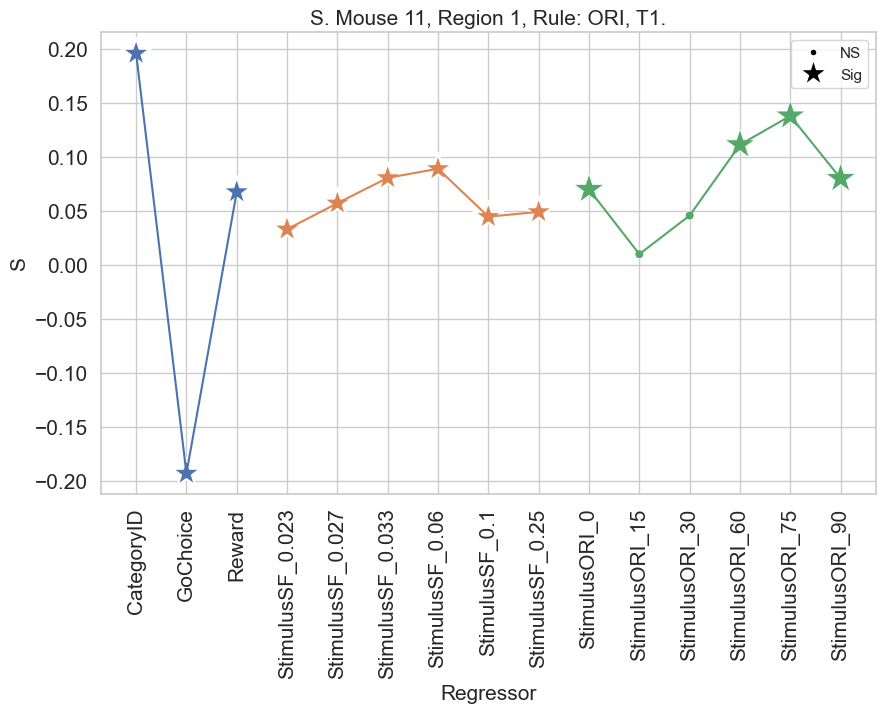 S. Mouse 11, Region 1, Rule: ORI, T1.
NS
Sig
0.20
0.15
0.10
0.05
0.00
−0.05
−0.10
−0.15
−0.20
S
CategoryID
GoChoice
Reward
StimulusSF_0.023
StimulusSF_0.027
StimulusSF_0.033
StimulusSF_0.06
StimulusSF_0.1
StimulusSF_0.25
StimulusORI_0
StimulusORI_15
StimulusORI_30
StimulusORI_60
StimulusORI_75
StimulusORI_90
Regressor